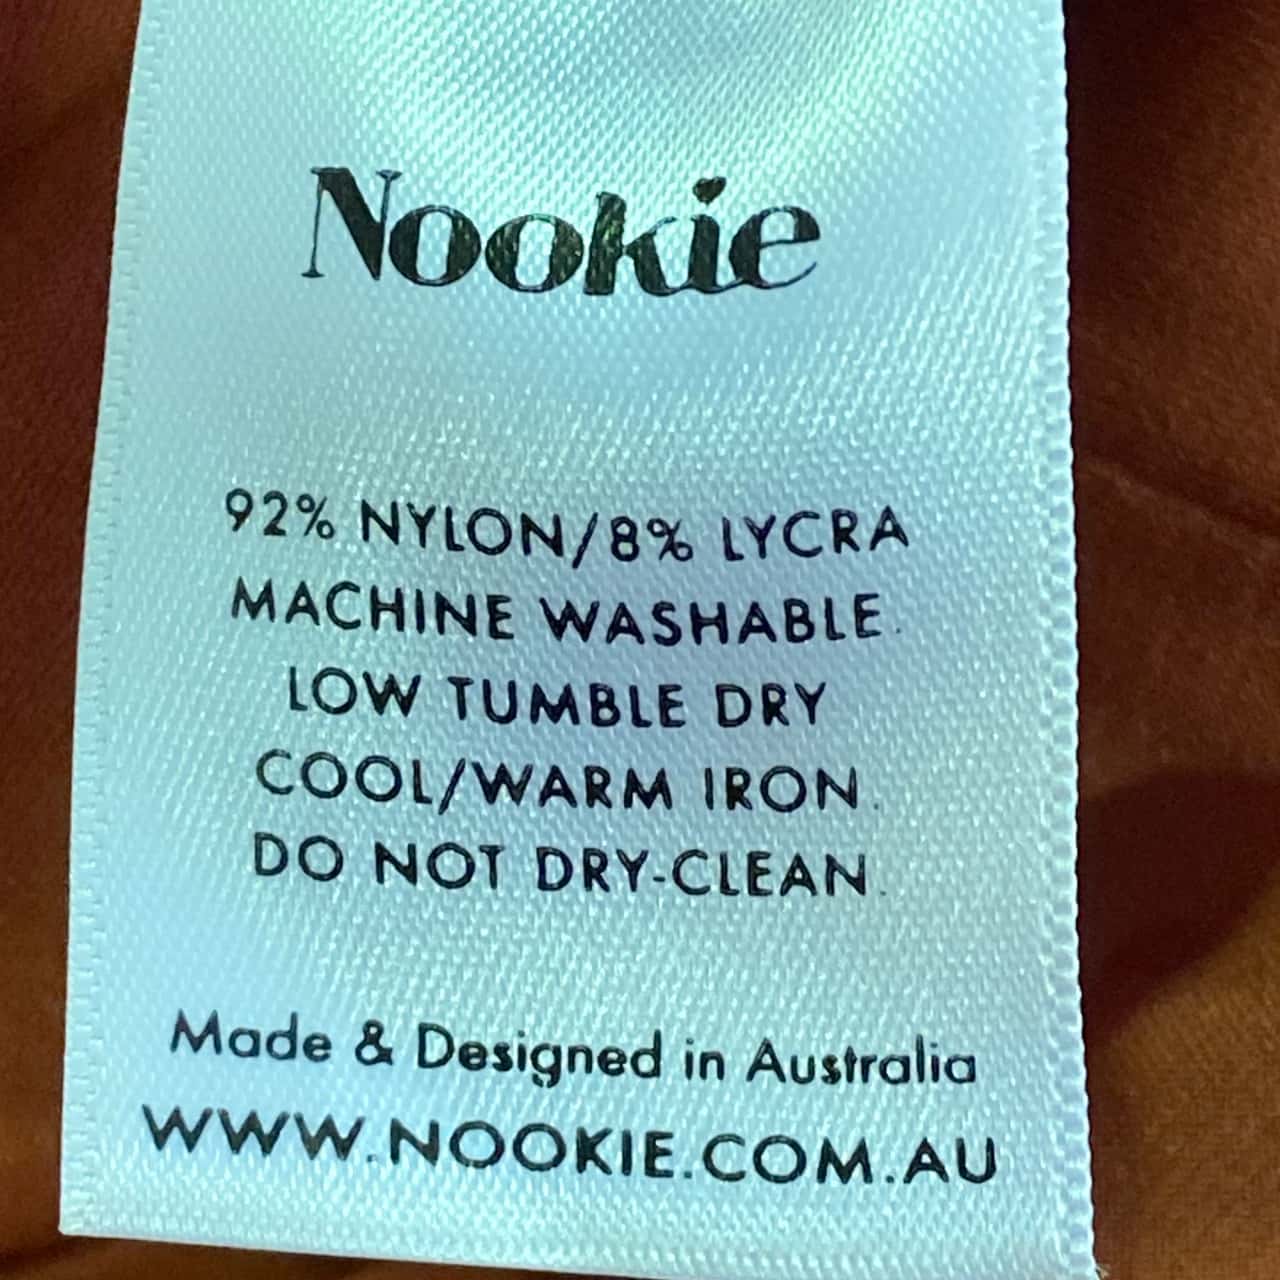 Nookie
92% NYLON/8% LYCRA
MACHINE WASHABLE.
LOW TUMBLE DRY
COOL/WARM IRON.
DO NOT DRY-CLEAN.
Made & Designed in Australia
WWW.NOOKIE.COM.AU